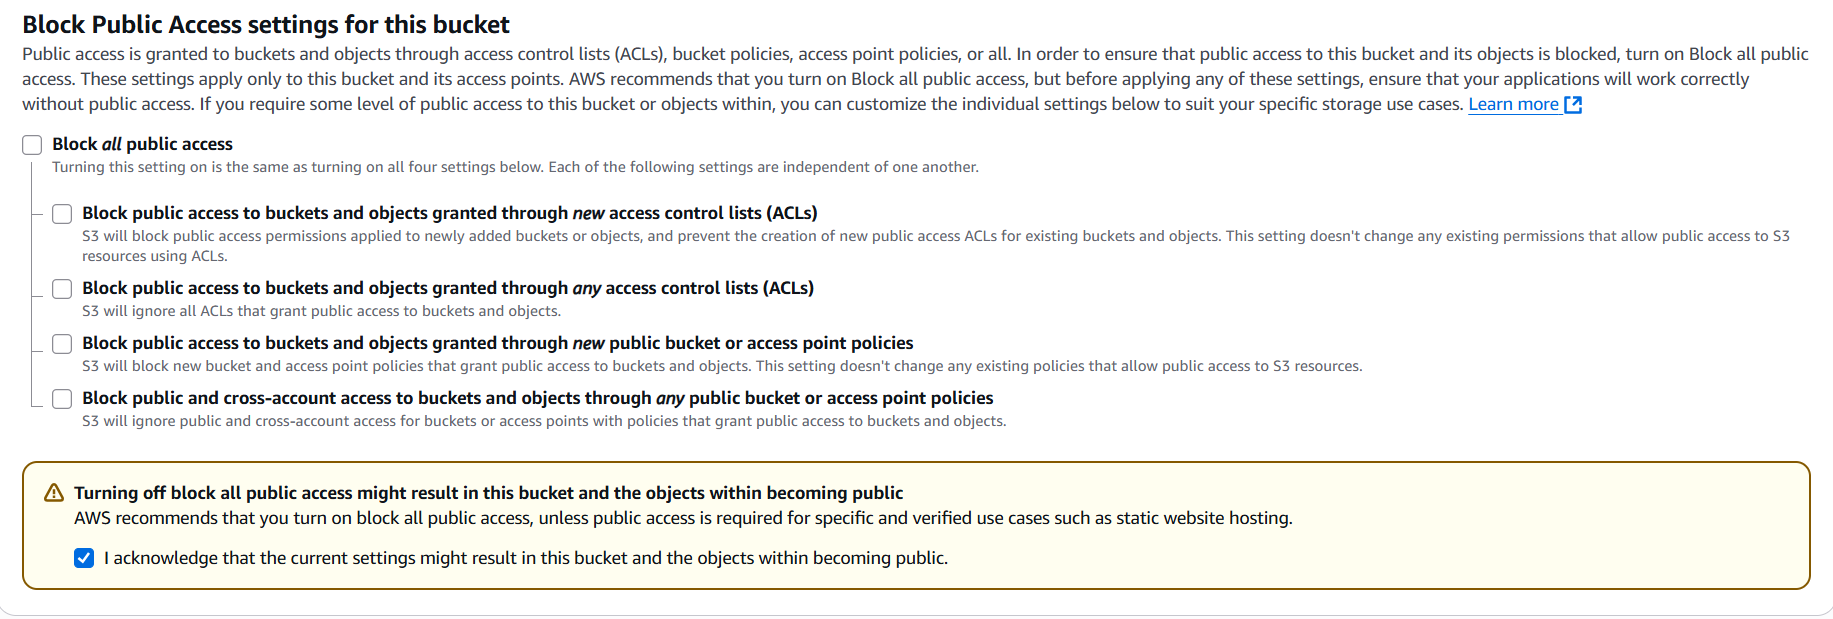 Block Public Access settings for this bucket
Public access is granted to buckets and objects through access control lists (ACLs), bucket policies, access point policies, or all. In order to ensure that public access to this bucket and its objects is blocked, turn on Block all public
access. These settings apply only to this bucket and its access points. AWS recommends that you turn on Block all public access, but before applying any of these settings, ensure that your applications will work correctly
without public access. If you require some level of public access to this bucket or objects within, you can customize the individual settings below to suit your specific storage use cases. Learn more
Block all public access
Turning this setting on is the same as turning on all four settings below. Each of the following settings are independent of one another.
Block public access to buckets and objects granted through new access control lists (ACLs)
S3 will block public access permissions applied to newly added buckets or objects, and prevent the creation of new public access ACLs for existing buckets and objects. This setting doesn't change any existing permissions that allow public access to S3
resources using ACLs.
Block public access to buckets and objects granted through any access control lists (ACLs)
S3 will ignore all ACLs that grant public access to buckets and objects.
Block public access to buckets and objects granted through new public bucket or access point policies
S3 will block new bucket and access point policies that grant public access to buckets and objects. This setting doesn't change any existing policies that allow public access to S3 resources.
Block public and cross-account access to buckets and objects through any public bucket or access point policies
S3 will ignore public and cross-account access for buckets or access points with policies that grant public access to buckets and objects.
Turning off block all public access might result in this bucket and the objects within becoming public
AWS recommends that you turn on block all public access, unless public access is required for specific and verified use cases such as static website hosting.
I acknowledge that the current settings might result in this bucket and the objects within becoming public.